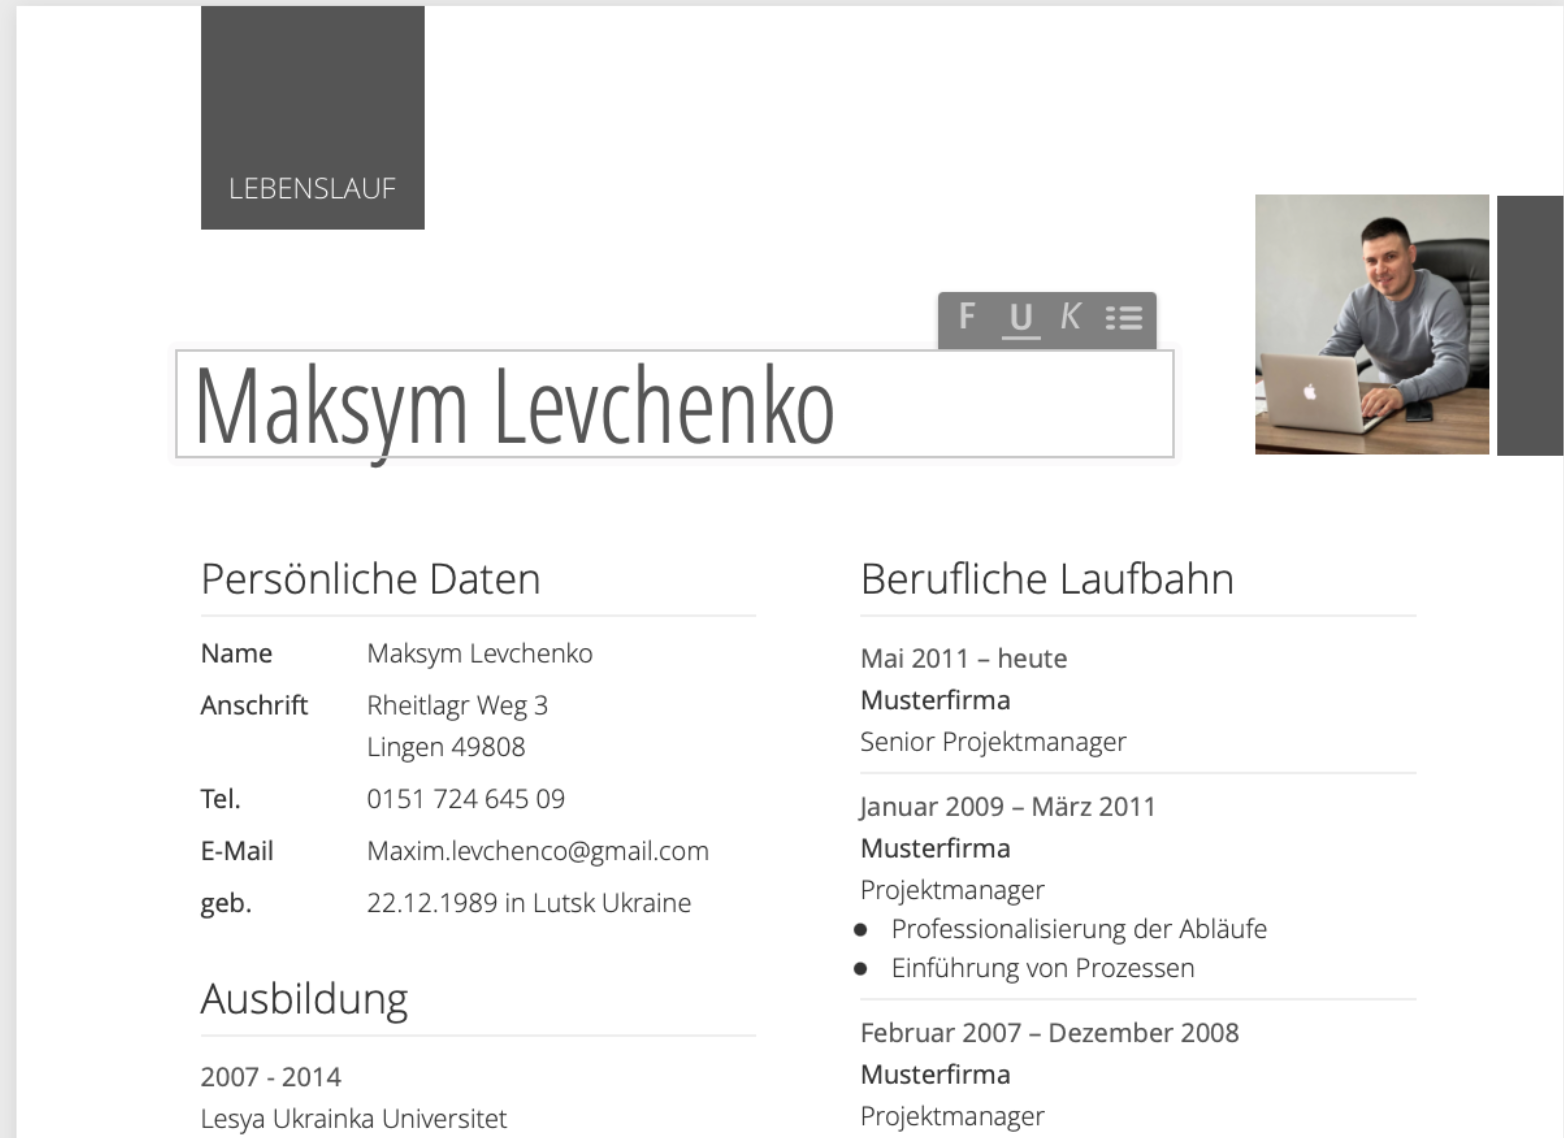 LEBENSLAUF
F U K
Maksym Levchenko
Persönliche Daten
Name Maksym Levchenko
Anschrift Rheitlagr Weg 3
Lingen 49808
Tel. 0151 724 645 09
E-Mail Maxim.levchenco@gmail.com
geb. 22.12.1989 in Lutsk Ukraine
Ausbildung
2007 - 2014
Lesya Ukrainka Universitet
Berufliche Laufbahn
Mai 2011 – heute
Musterfirma
Senior Projektmanager
Januar 2009 – März 2011
Musterfirma
Projektmanager
● Professionalisierung der Abläufe
● Einführung von Prozessen
Februar 2007 – Dezember 2008
Musterfirma
Projektmanager